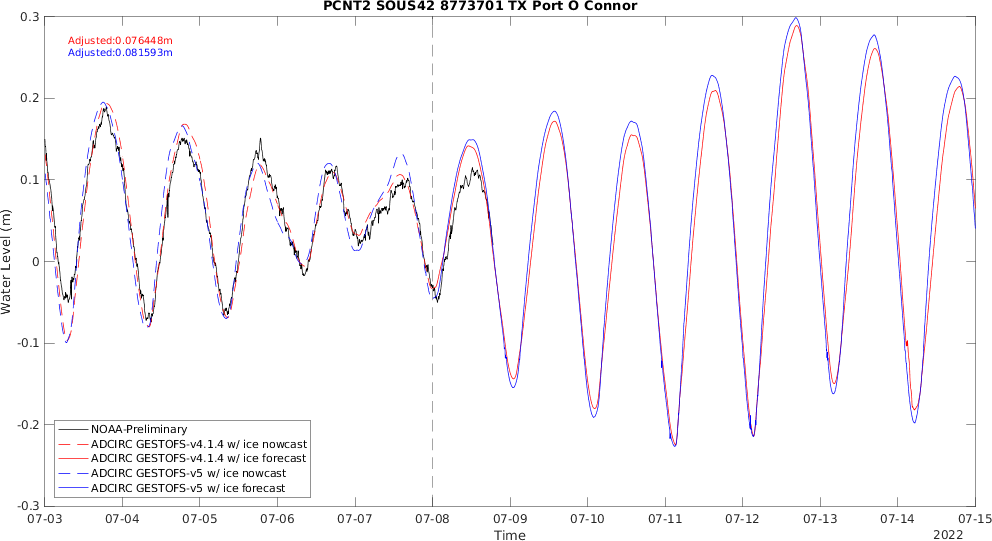 PCNT2 SOUS42 8773701 TX Port O Connor
Adjusted:0.076448m
Adjusted:0.081593m
0.3
0.2
0.1
0
-0.1
-0.2
-0.3
Water Level (m)
NOAA-Preliminary
ADCIRC GESTOFS-v4.1.4 w/ ice nowcast
ADCIRC GESTOFS-v4.1.4 w/ ice forecast
ADCIRC GESTOFS-v5 w/ ice nowcast
ADCIRC GESTOFS-v5 w/ ice forecast
07-03 07-04 07-05 07-06 07-07 07-08 07-09 07-10 07-11 07-12 07-13 07-14 07-15
Time
2022